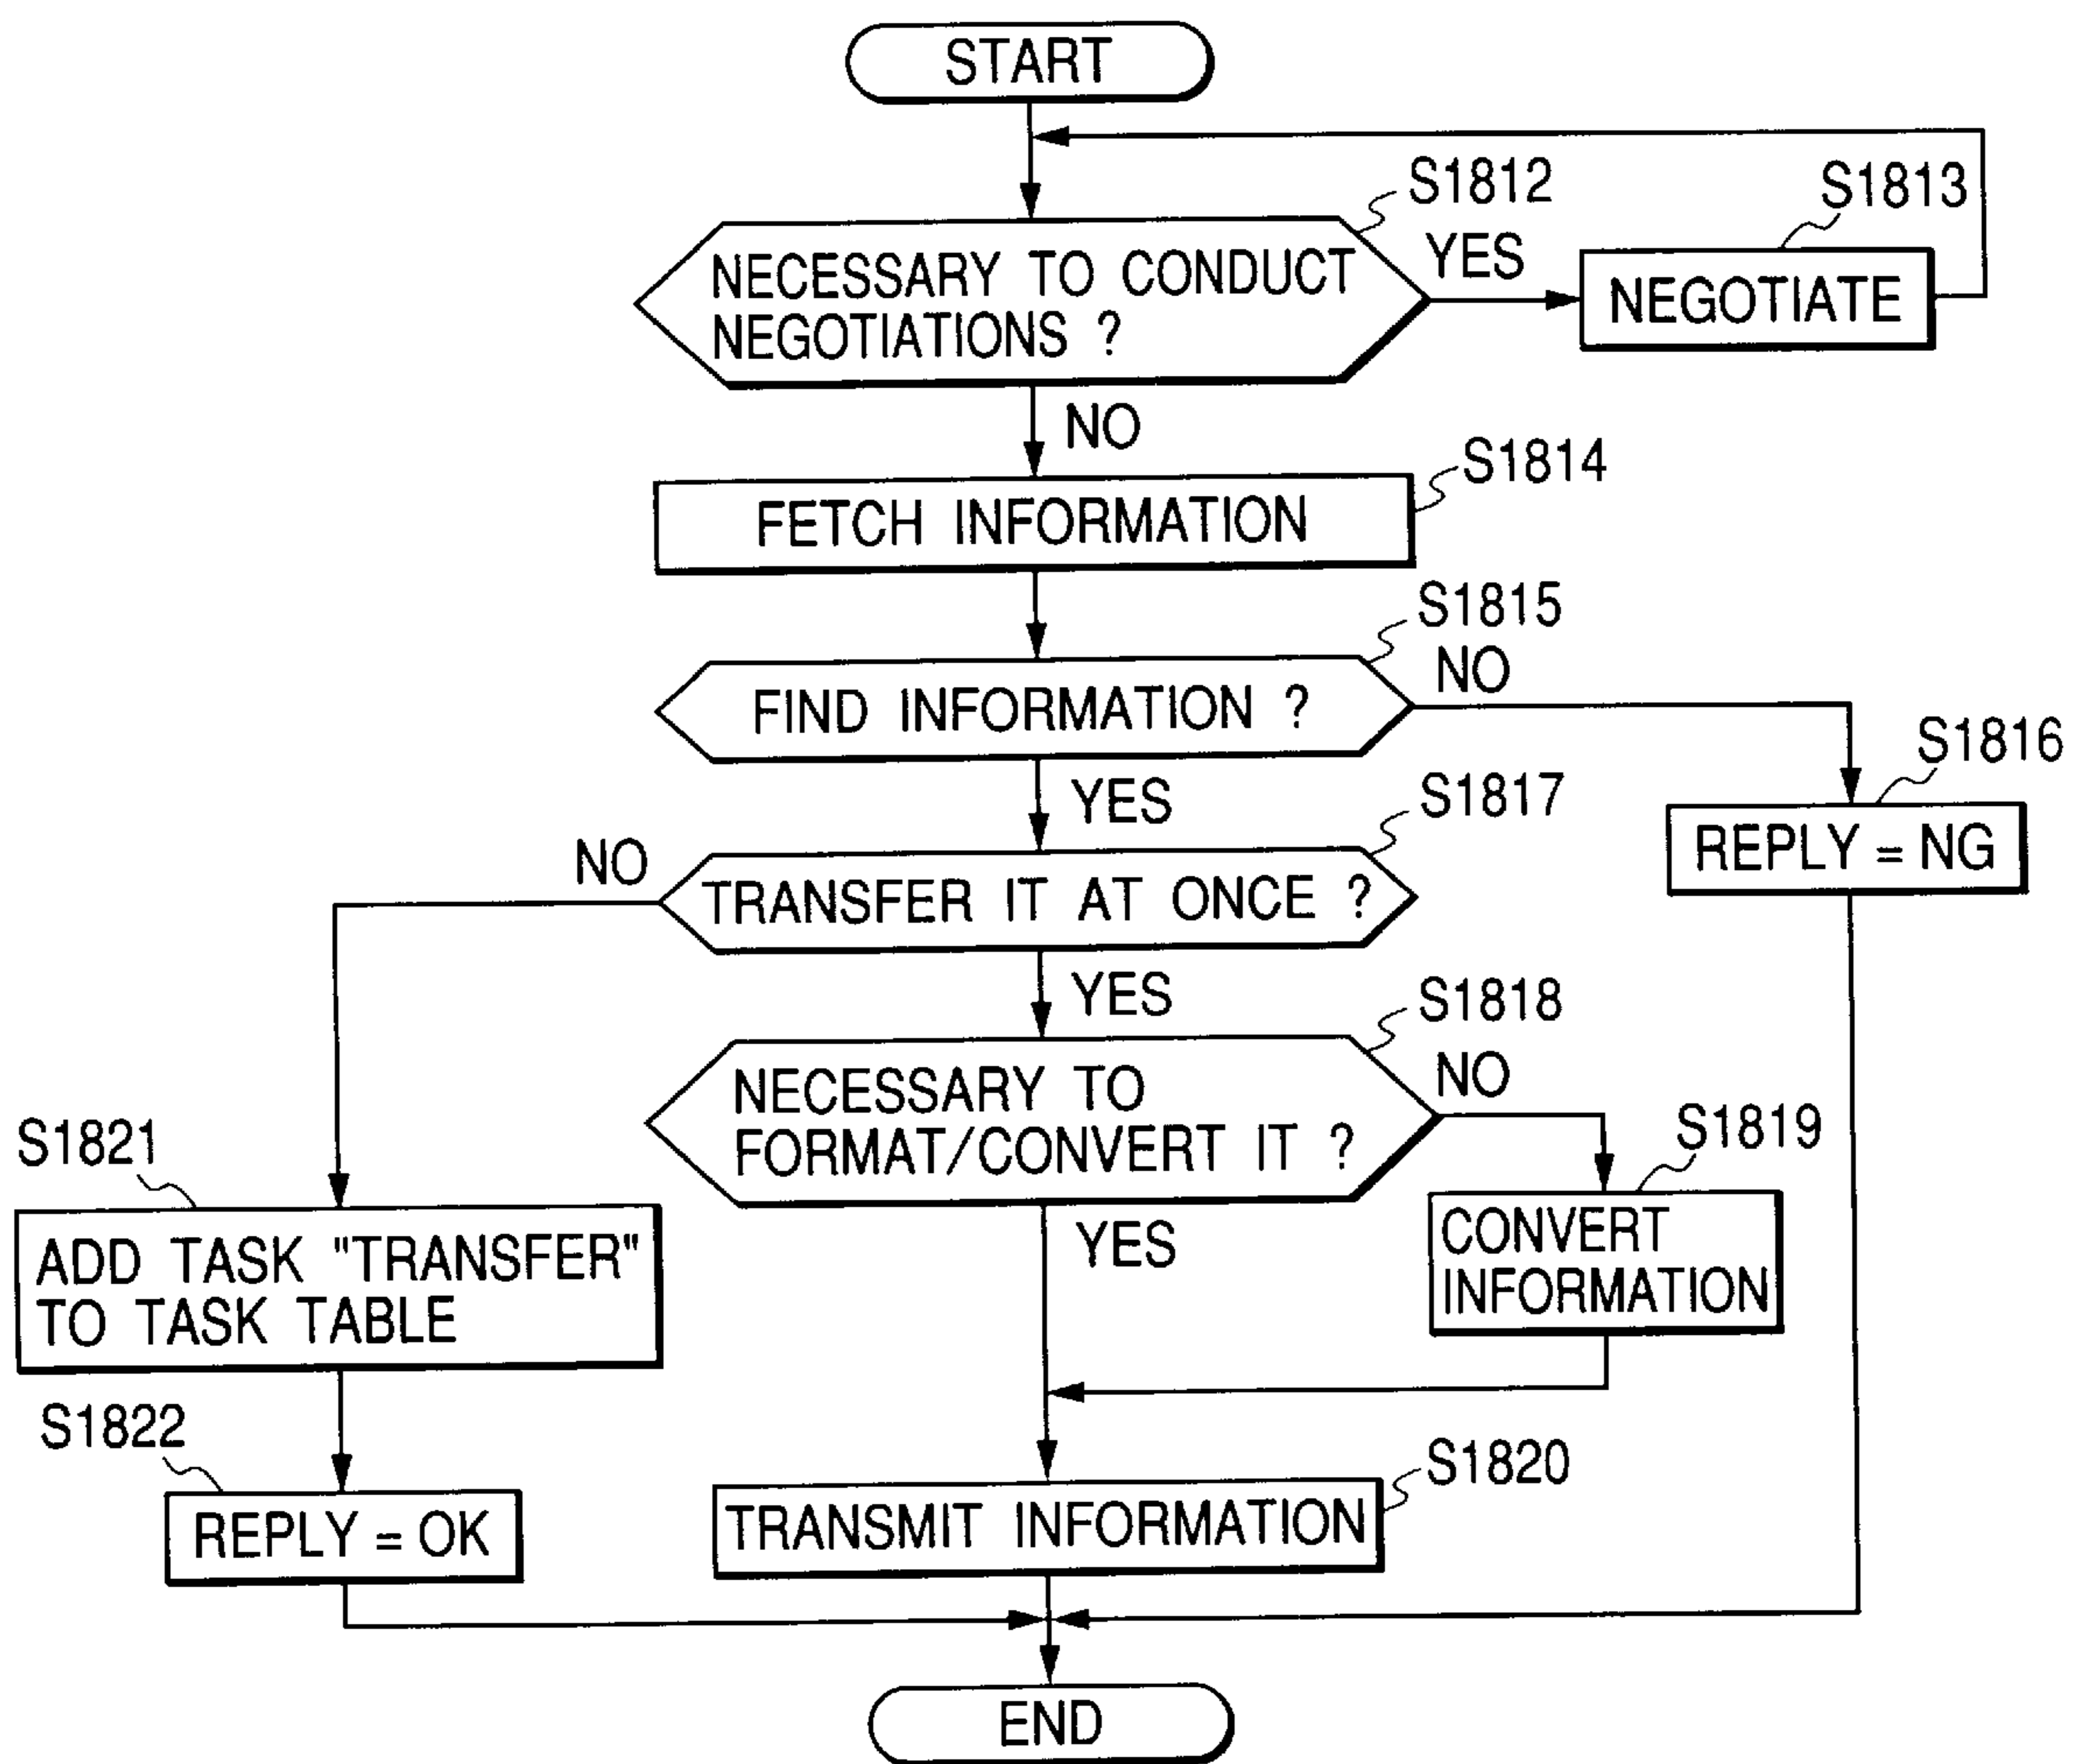 START
S1812
S1813
NECESSARY TO CONDUCT
NEGOTIATIONS ?
YES
NEGOTIATE
NO
S1814
FETCH INFORMATION
S1815
FIND INFORMATION ?
NO
S1816
YES
S1817
REPLY = NG
NO
TRANSFER IT AT ONCE ?
YES
S1818
NECESSARY TO
FORMAT/CONVERT IT ?
NO
S1819
S1821
YES
CONVERT
INFORMATION
ADD TASK "TRANSFER"
TO TASK TABLE
S1822
S1820
REPLY = OK
TRANSMIT INFORMATION
END